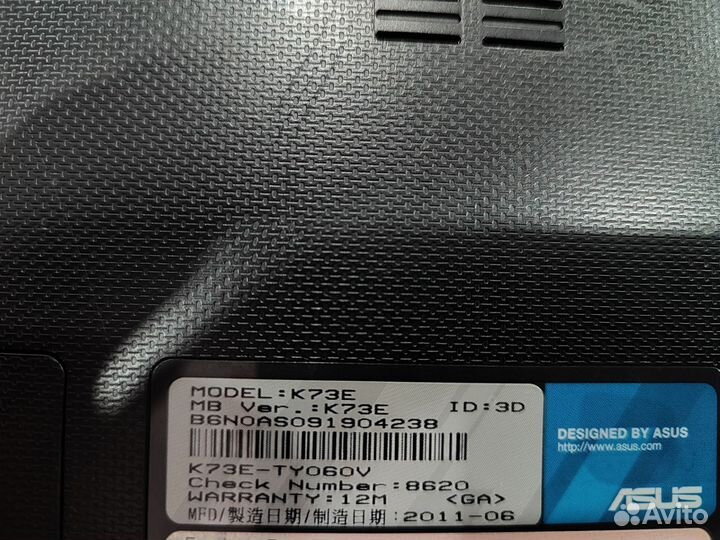 MODEL:K73E
MB Ver.:K73E ID:3D
B6N0AS091904238
K73E-TY060V
Check Number:8620
WARRANTY:12M <GA>
MFD/製造日期/制造日期:2011-06
DESIGNED BY ASUS
http://www.asus.com
ASUS
Avito